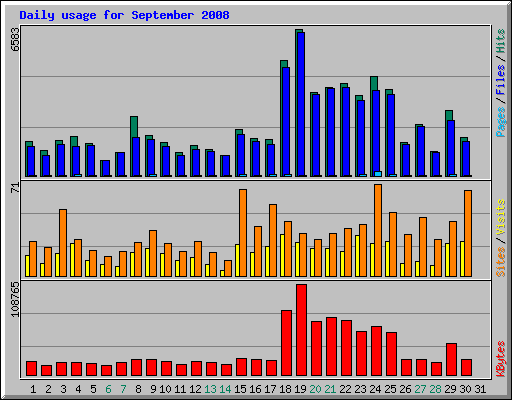 Daily usage for September 2008
6583
Pages / Files / Hits
71
Sites / Visits
108765
KBytes
1 2 3 4 5 6 7 8 9 10 11 12 13 14 15 16 17 18 19 20 21 22 23 24 25 26 27 28 29 30 31